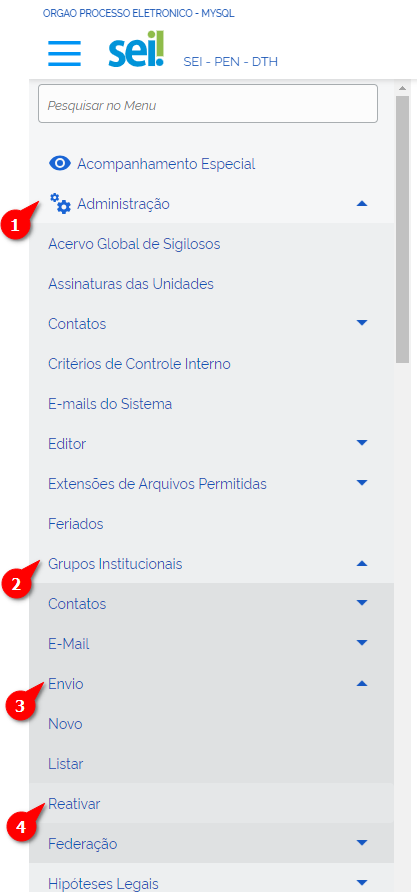 ORGAO PROCESSO ELETRONICO - MYSQL
sei!
SEI - PEN - DTH
Pesquisar no Menu
Acompanhamento Especial
1
Administração
Acervo Global de Sigilosos
Assinaturas das Unidades
Contatos
Critérios de Controle Interno
E-mails do Sistema
Editor
Extensões de Arquivos Permitidas
Feriados
2
Grupos Institucionais
Contatos
E-Mail
3
Envio
Novo
Listar
4
Reativar
Federação
Hipóteses Legais